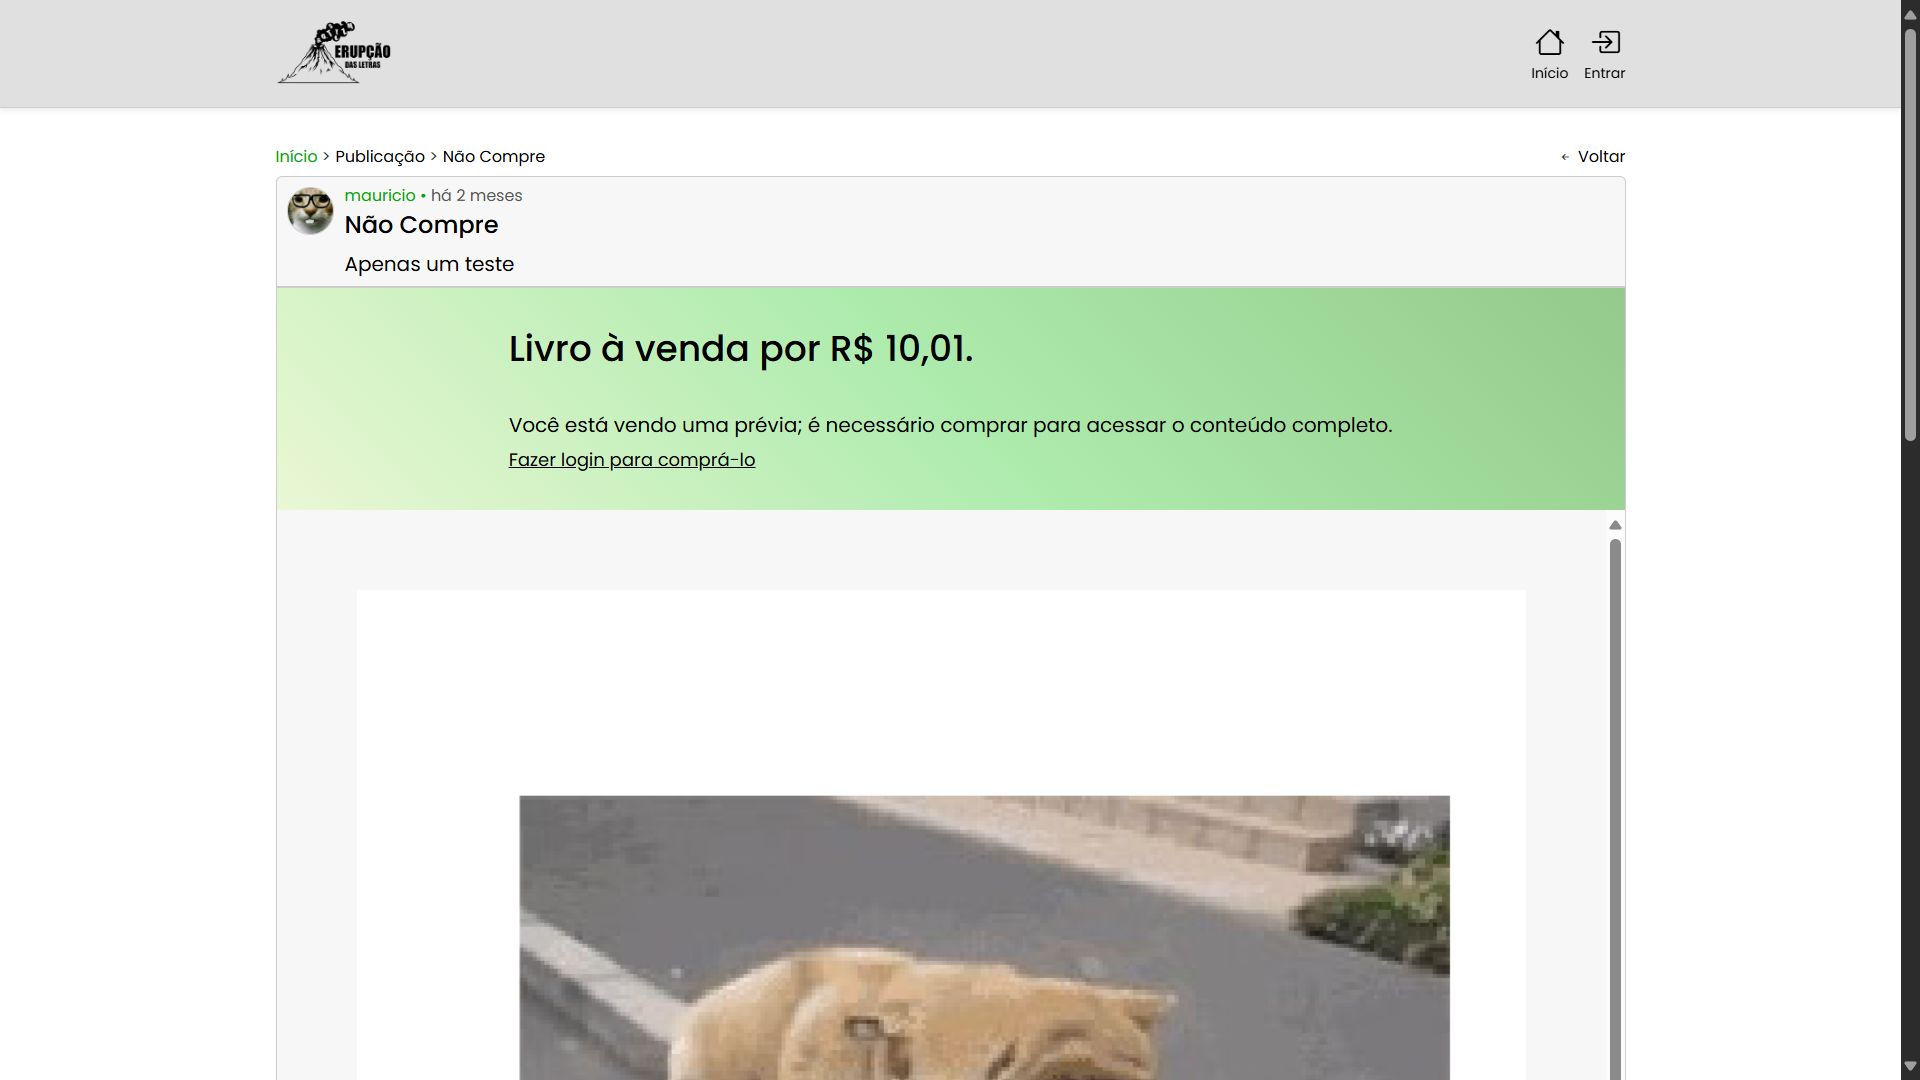 ERUPÇÃO
DAS LETRAS
Início
Entrar
Início > Publicação > Não Compre
← Voltar
mauricio • há 2 meses
Não Compre
Apenas um teste
Livro à venda por R$ 10,01.
Você está vendo uma prévia; é necessário comprar para acessar o conteúdo completo.
Fazer login para comprá-lo